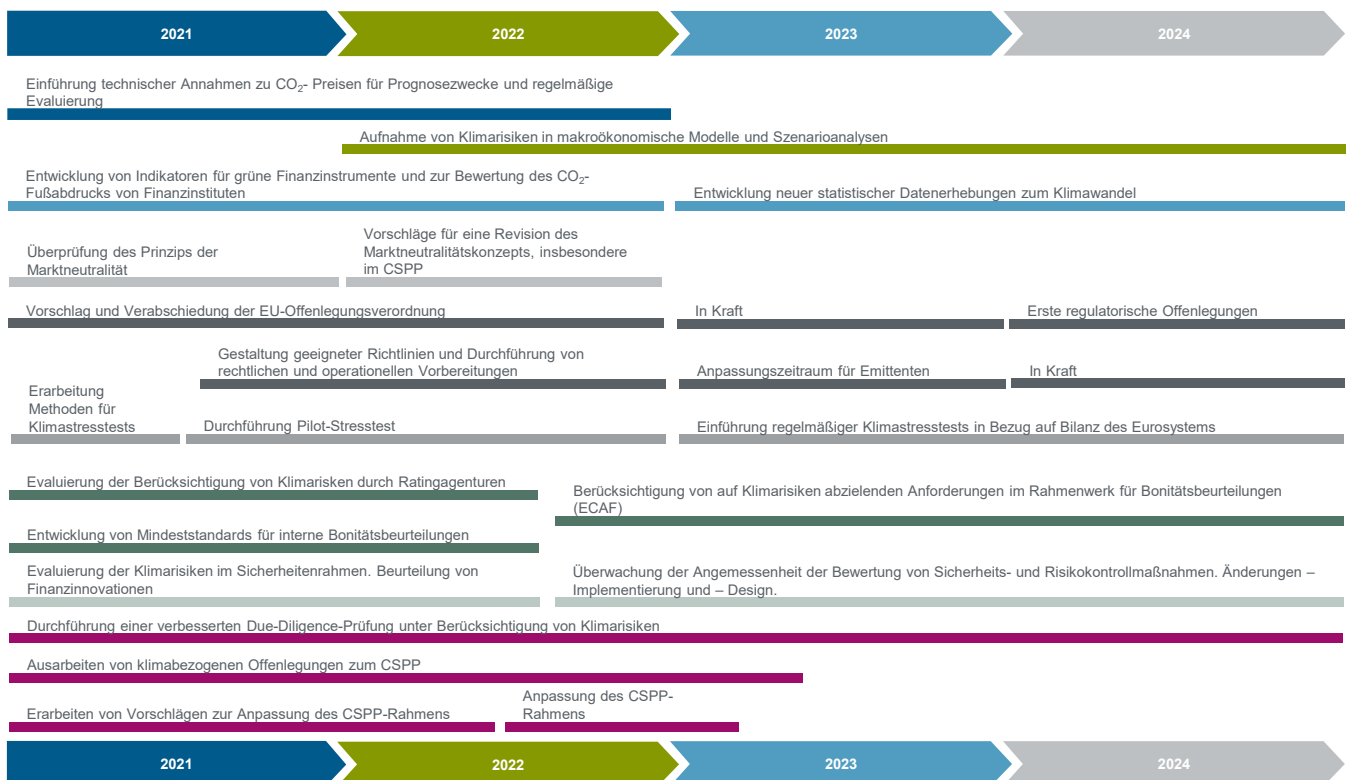 2021 2022 2023 2024
Einführung technischer Annahmen zu CO₂- Preisen für Prognosezwecke und regelmäßige
Evaluierung
Aufnahme von Klimarisiken in makroökonomische Modelle und Szenarioanalysen
Entwicklung von Indikatoren für grüne Finanzinstrumente und zur Bewertung des CO₂-
Fußabdrucks von Finanzinstituten
Entwicklung neuer statistischer Datenerhebungen zum Klimawandel
Überprüfung des Prinzips der
Marktneutralität
Vorschläge für eine Revision des
Marktneutralitätskonzepts, insbesondere
im CSPP
Vorschlag und Verabschiedung der EU-Offenlegungsverordnung
In Kraft
Erste regulatorische Offenlegungen
Gestaltung geeigneter Richtlinien und Durchführung von
rechtlichen und operationellen Vorbereitungen
Anpassungszeitraum für Emittenten
In Kraft
Erarbeitung
Methoden für
Klimastresstests
Durchführung Pilot-Stresstest
Einführung regelmäßiger Klimastresstests in Bezug auf Bilanz des Eurosystems
Evaluierung der Berücksichtigung von Klimarisken durch Ratingagenturen
Berücksichtigung von auf Klimarisiken abzielenden Anforderungen im Rahmenwerk für Bonitätsbeurteilungen
(ECAF)
Entwicklung von Mindeststandards für interne Bonitätsbeurteilungen
Evaluierung der Klimarisiken im Sicherheitenrahmen. Beurteilung von
Finanzinnovationen
Überwachung der Angemessenheit der Bewertung von Sicherheits- und Risikokontrollmaßnahmen. Änderungen –
Implementierung und – Design.
Durchführung einer verbesserten Due-Diligence-Prüfung unter Berücksichtigung von Klimarisiken
Ausarbeiten von klimabezogenen Offenlegungen zum CSPP
Erarbeiten von Vorschlägen zur Anpassung des CSPP-Rahmens
Anpassung des CSPP-
Rahmens
2021 2022 2023 2024